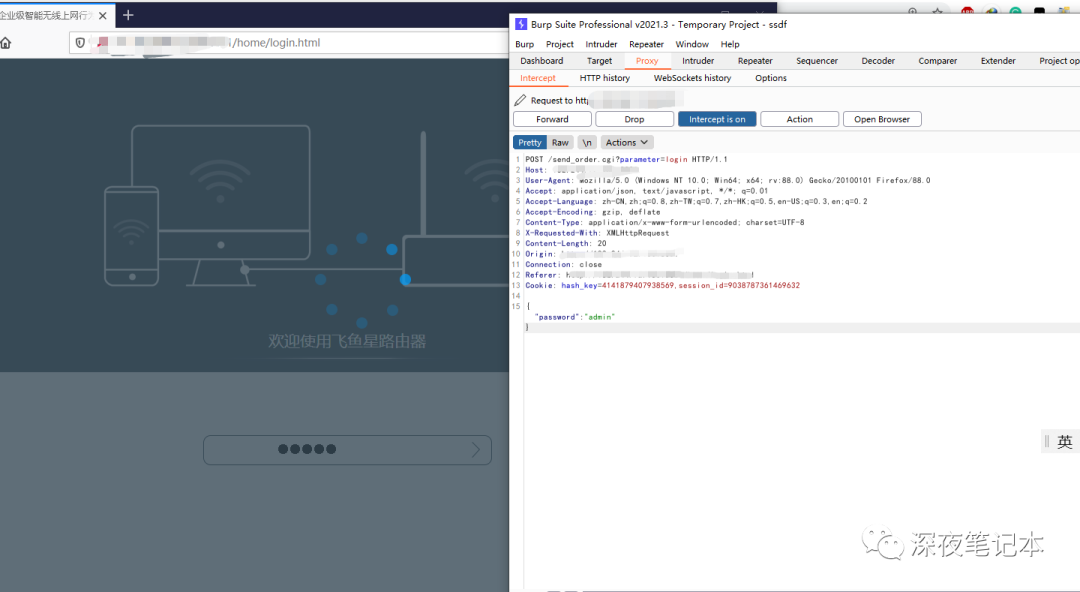 企业级智能无线上网行为
/home/login.html
欢迎使用飞鱼星路由器
Burp Suite Professional v2021.3 - Temporary Project - ssdf
Burp Project Intruder Repeater Window Help
Dashboard Target Proxy Intruder Repeater Sequencer Decoder Comparer Extender Project op
Intercept HTTP history WebSockets history Options
Request to htt
Forward Drop Intercept is on Action Open Browser
Pretty Raw \n Actions
1 POST /send_order.cgi?parameter=login HTTP/1.1
2 Host:
3 User-Agent: Mozilla/5.0 (Windows NT 10.0; Win64; x64; rv:88.0) Gecko/20100101 Firefox/88.0
4 Accept: application/json, text/javascript, */*; q=0.01
5 Accept-Language: zh-CN,zh;q=0.8,zh-TW;q=0.7,zh-HK;q=0.5,en-US;q=0.3,en;q=0.2
6 Accept-Encoding: gzip, deflate
7 Content-Type: application/x-www-form-urlencoded; charset=UTF-8
8 X-Requested-With: XMLHttpRequest
9 Content-Length: 20
10 Origin:
11 Connection: close
12 Referer: h
13 Cookie: hash_key=4141879407938569,session_id=9038787361469632
14
15 {
"password":"admin"
}
英
深夜笔记本